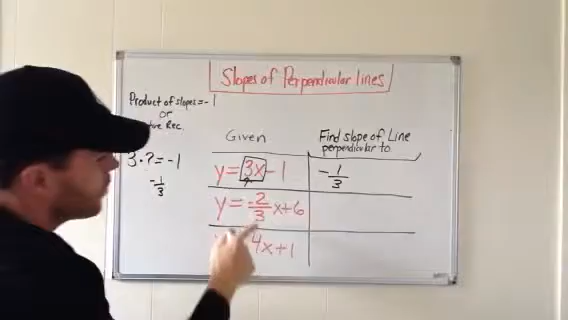 Slopes of Perpendicular lines
Product of slopes = -1
or
Rec.
3 · ? = -1
-1/3
Given
Find slope of Line
perpendicular to
y = 3x - 1
-1/3
y = -2/3 x + 6
4x + 1